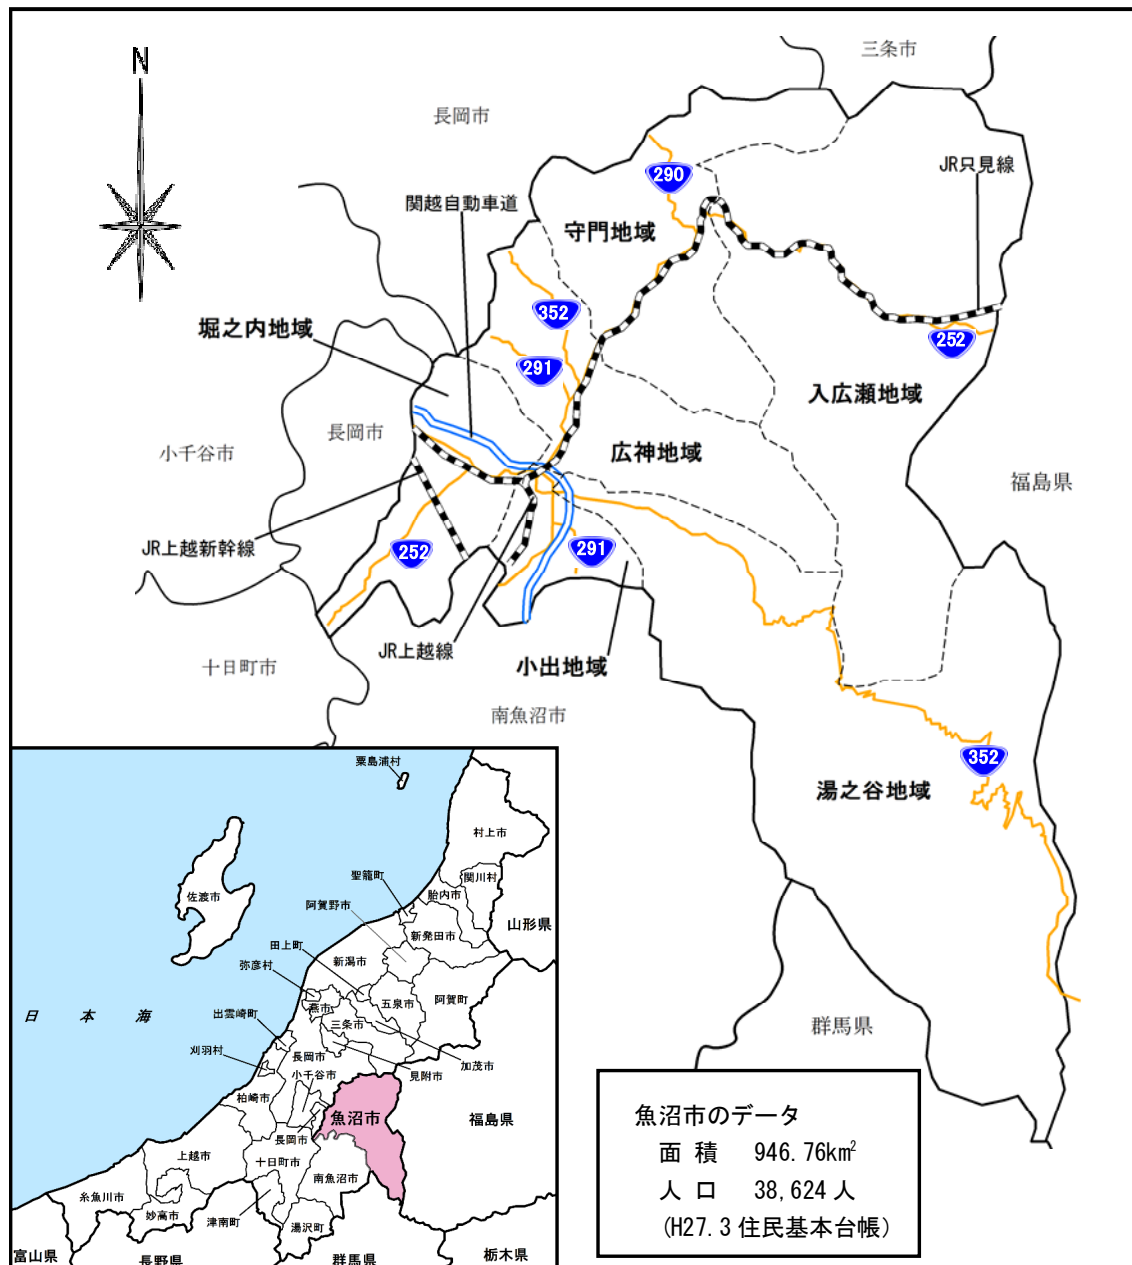 N
三条市
長岡市
290
JR只見線
関越自動車道
守門地域
352
堀之内地域
252
291
入広瀬地域
長岡市
小千谷市
広神地域
福島県
JR上越新幹線
252
291
JR上越線
小出地域
十日町市
南魚沼市
352
湯之谷地域
群馬県
粟島浦村
村上市
関川村
聖籠町
胎内市
佐渡市
阿賀野市
山形県
新発田市
田上町
新潟市
弥彦村
阿賀町
五泉市
燕市
出雲崎町
三条市
日本海
刈羽村
長岡市
加茂市
小千谷市
見附市
柏崎市
魚沼市
福島県
長岡市
上越市
十日町市
南魚沼市
糸魚川市
妙高市
津南町
湯沢町
富山県
長野県
群馬県
栃木県
魚沼市のデータ
面 積 946.76km²
人 口 38,624 人
(H27.3 住民基本台帳)